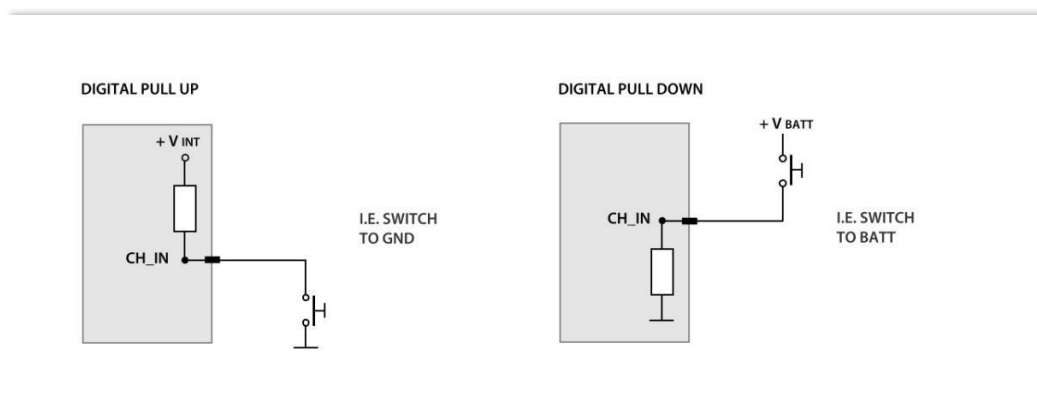 DIGITAL PULL UP
+ V INT
CH_IN
I.E. SWITCH
TO GND
DIGITAL PULL DOWN
+ V BATT
CH_IN
I.E. SWITCH
TO BATT